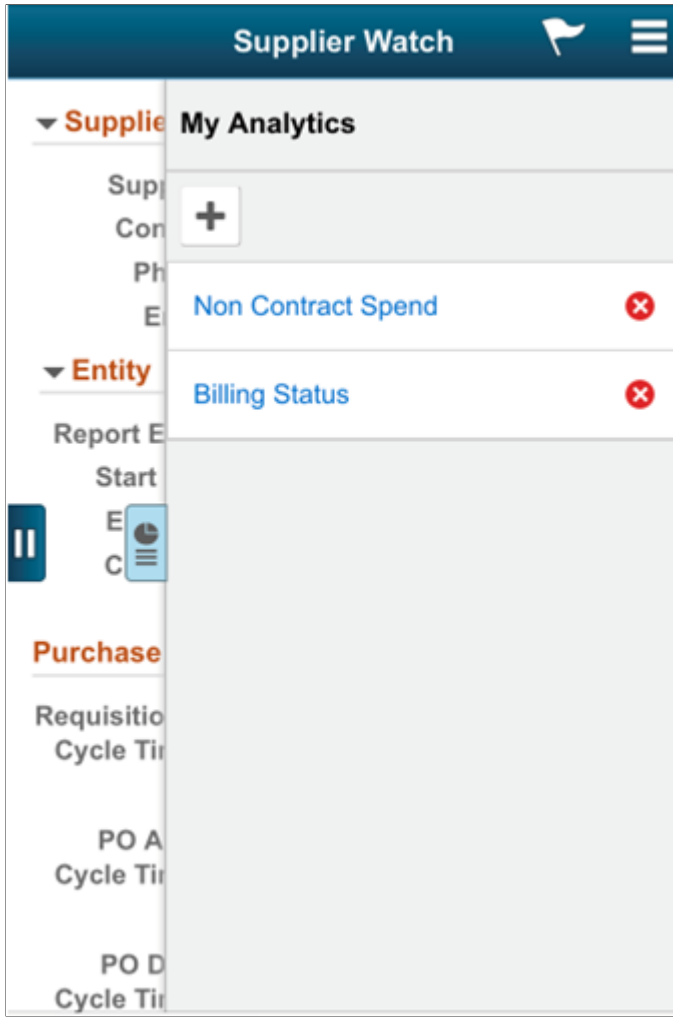 Supplier Watch
Supplie
My Analytics
Sup
Con
Ph
E
Non Contract Spend
Entity
Billing Status
Report E
Start
E
C
Purchase
Requisitio
Cycle Ti
PO A
Cycle Ti
PO D
Cycle Ti